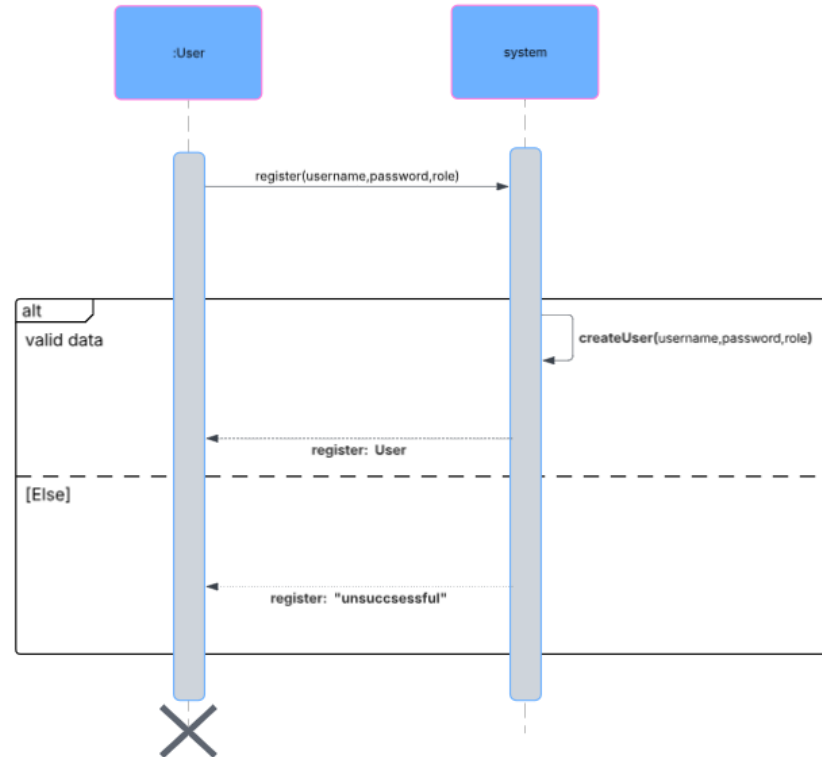 :User
system
register(username,password,role)
alt
valid data
createUser(username,password,role)
register: User
[Else]
register: "unsuccsessful"